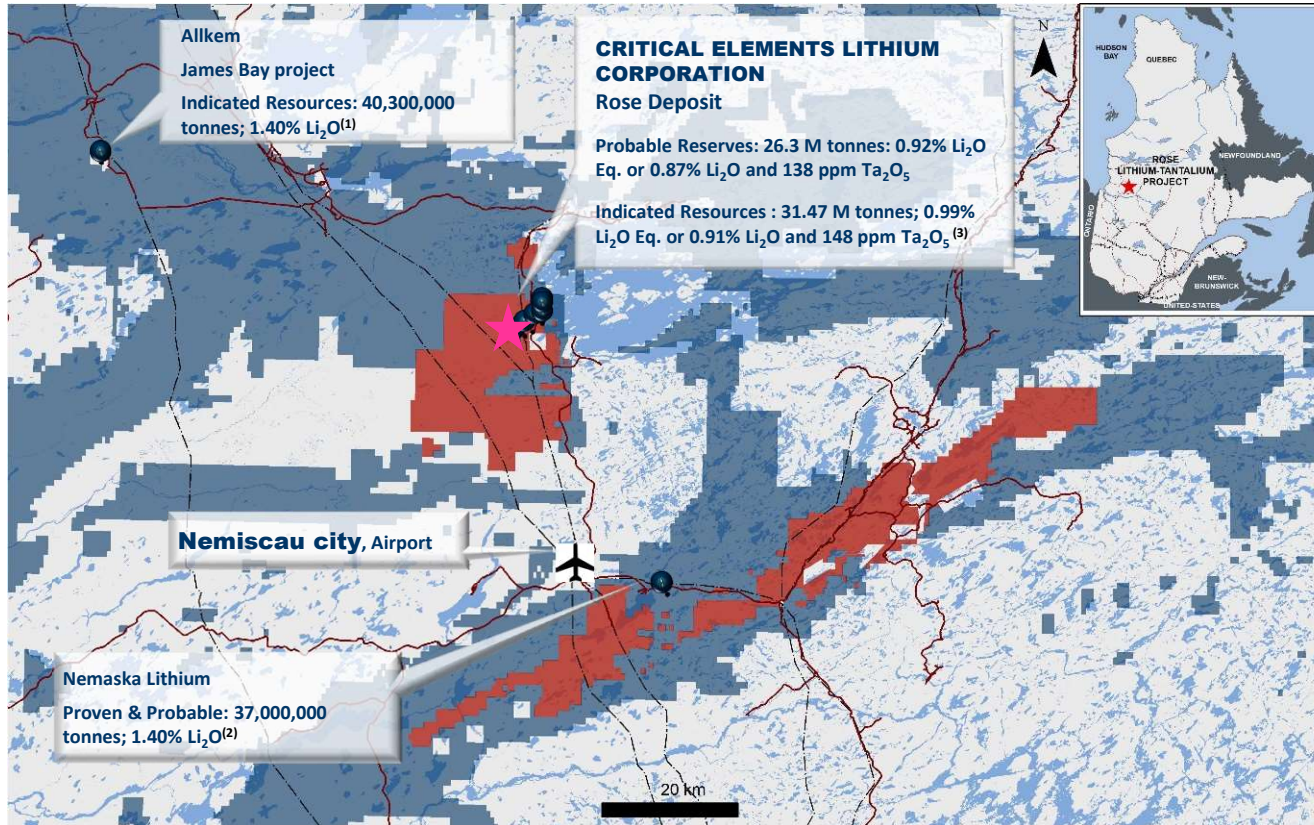 Allkem
James Bay project
Indicated Resources: 40,300,000
tonnes; 1.40% Li₂O⁽¹⁾
CRITICAL ELEMENTS LITHIUM
CORPORATION
Rose Deposit
Probable Reserves: 26.3 M tonnes: 0.92% Li₂O
Eq. or 0.87% Li₂O and 138 ppm Ta₂O₅
Indicated Resources : 31.47 M tonnes; 0.99%
Li₂O Eq. or 0.91% Li₂O and 148 ppm Ta₂O₅ ⁽³⁾
N
HUDSON
BAY
QUEBEC
NEWFOUNDLAND
ROSE
LITHIUM-TANTALIUM
PROJECT
ONTARIO
NEW-
BRUNSWICK
UNITED-STATES
Nemiscau city, Airport
Nemaska Lithium
Proven & Probable: 37,000,000
tonnes; 1.40% Li₂O⁽²⁾
20 km